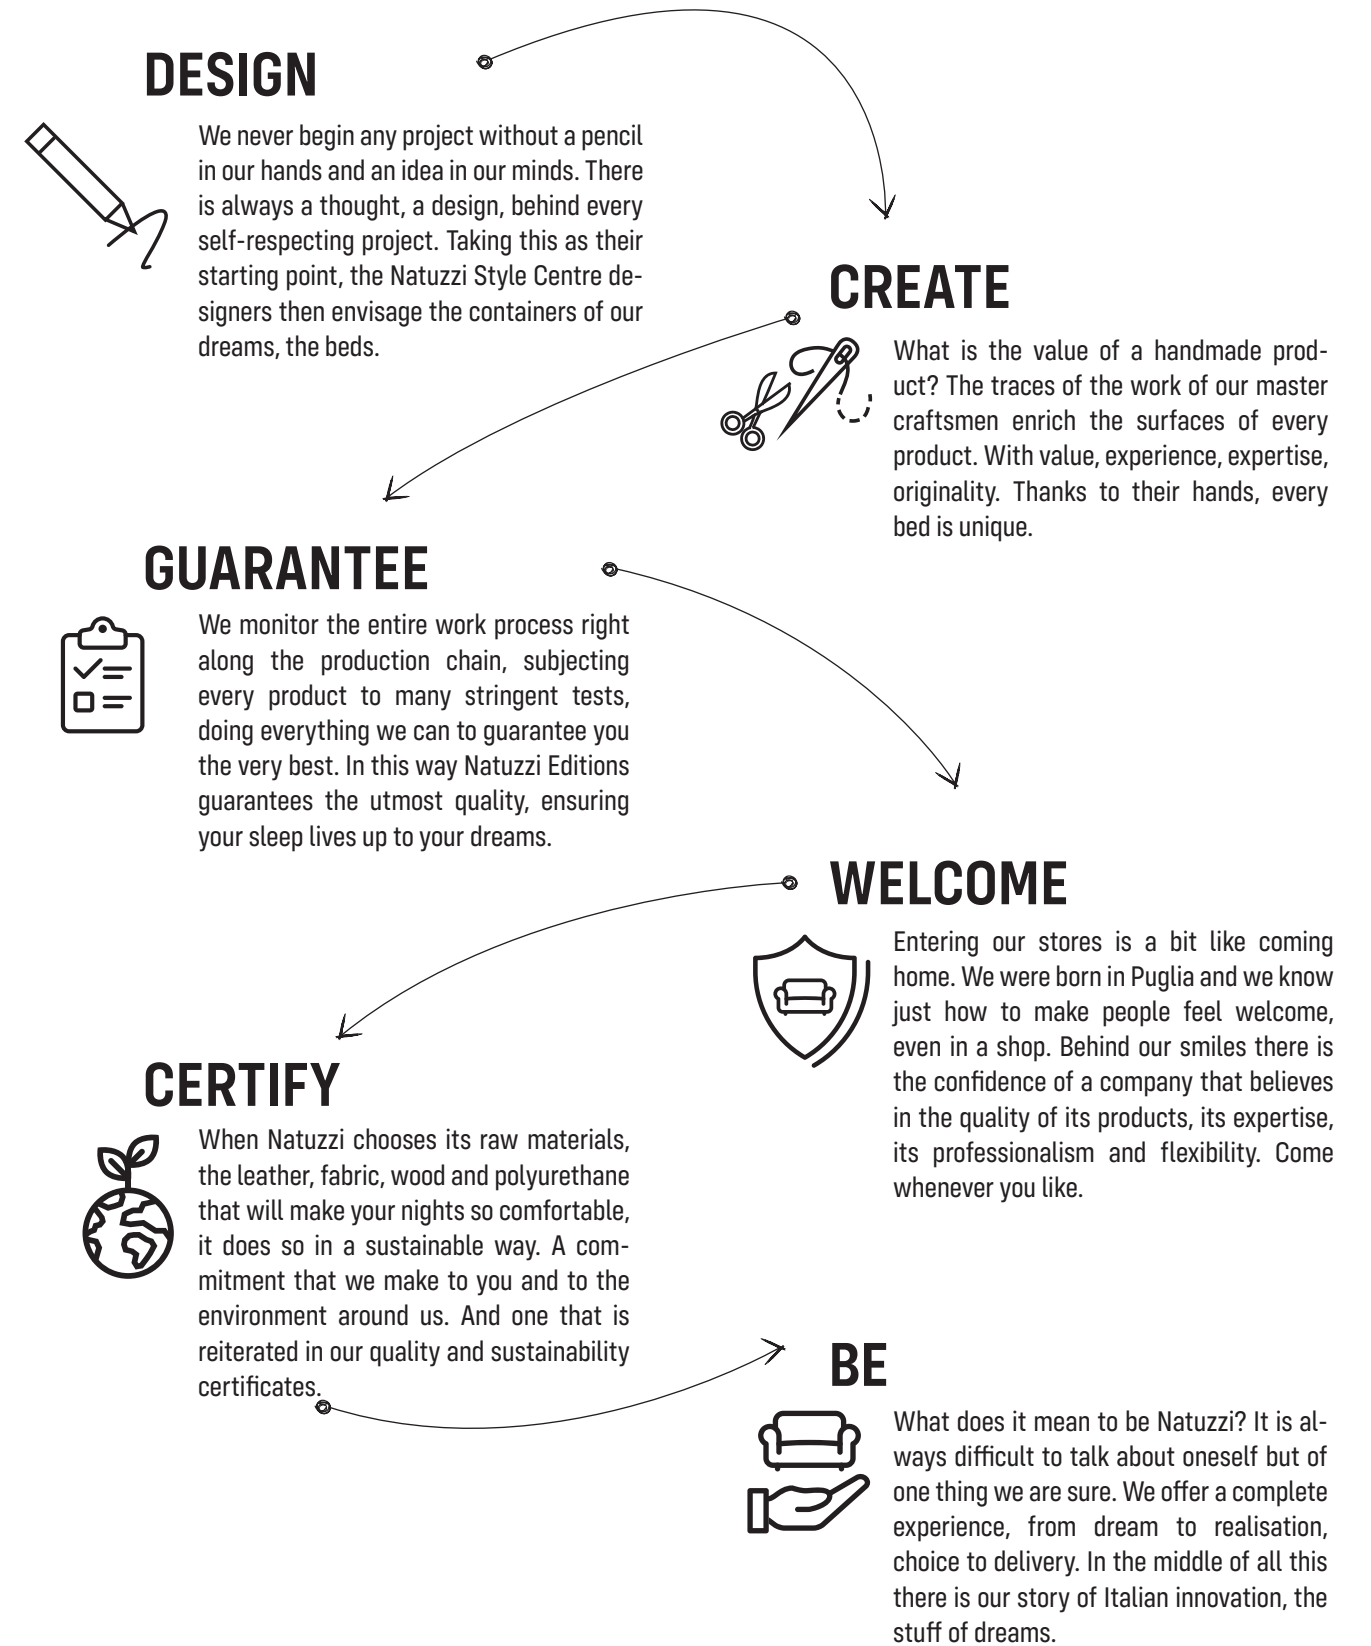 DESIGN
We never begin any project without a pencil
in our hands and an idea in our minds. There
is always a thought, a design, behind every
self-respecting project. Taking this as their
starting point, the Natuzzi Style Centre de-
signers then envisage the containers of our
dreams, the beds.
CREATE
What is the value of a handmade prod-
uct? The traces of the work of our master
craftsmen enrich the surfaces of every
product. With value, experience, expertise,
originality. Thanks to their hands, every
bed is unique.
GUARANTEE
We monitor the entire work process right
along the production chain, subjecting
every product to many stringent tests,
doing everything we can to guarantee you
the very best. In this way Natuzzi Editions
guarantees the utmost quality, ensuring
your sleep lives up to your dreams.
WELCOME
Entering our stores is a bit like coming
home. We were born in Puglia and we know
just how to make people feel welcome,
even in a shop. Behind our smiles there is
the confidence of a company that believes
in the quality of its products, its expertise,
its professionalism and flexibility. Come
whenever you like.
CERTIFY
When Natuzzi chooses its raw materials,
the leather, fabric, wood and polyurethane
that will make your nights so comfortable,
it does so in a sustainable way. A com-
mitment that we make to you and to the
environment around us. And one that is
reiterated in our quality and sustainability
certificates.
BE
What does it mean to be Natuzzi? It is al-
ways difficult to talk about oneself but of
one thing we are sure. We offer a complete
experience, from dream to realisation,
choice to delivery. In the middle of all this
there is our story of Italian innovation, the
stuff of dreams.